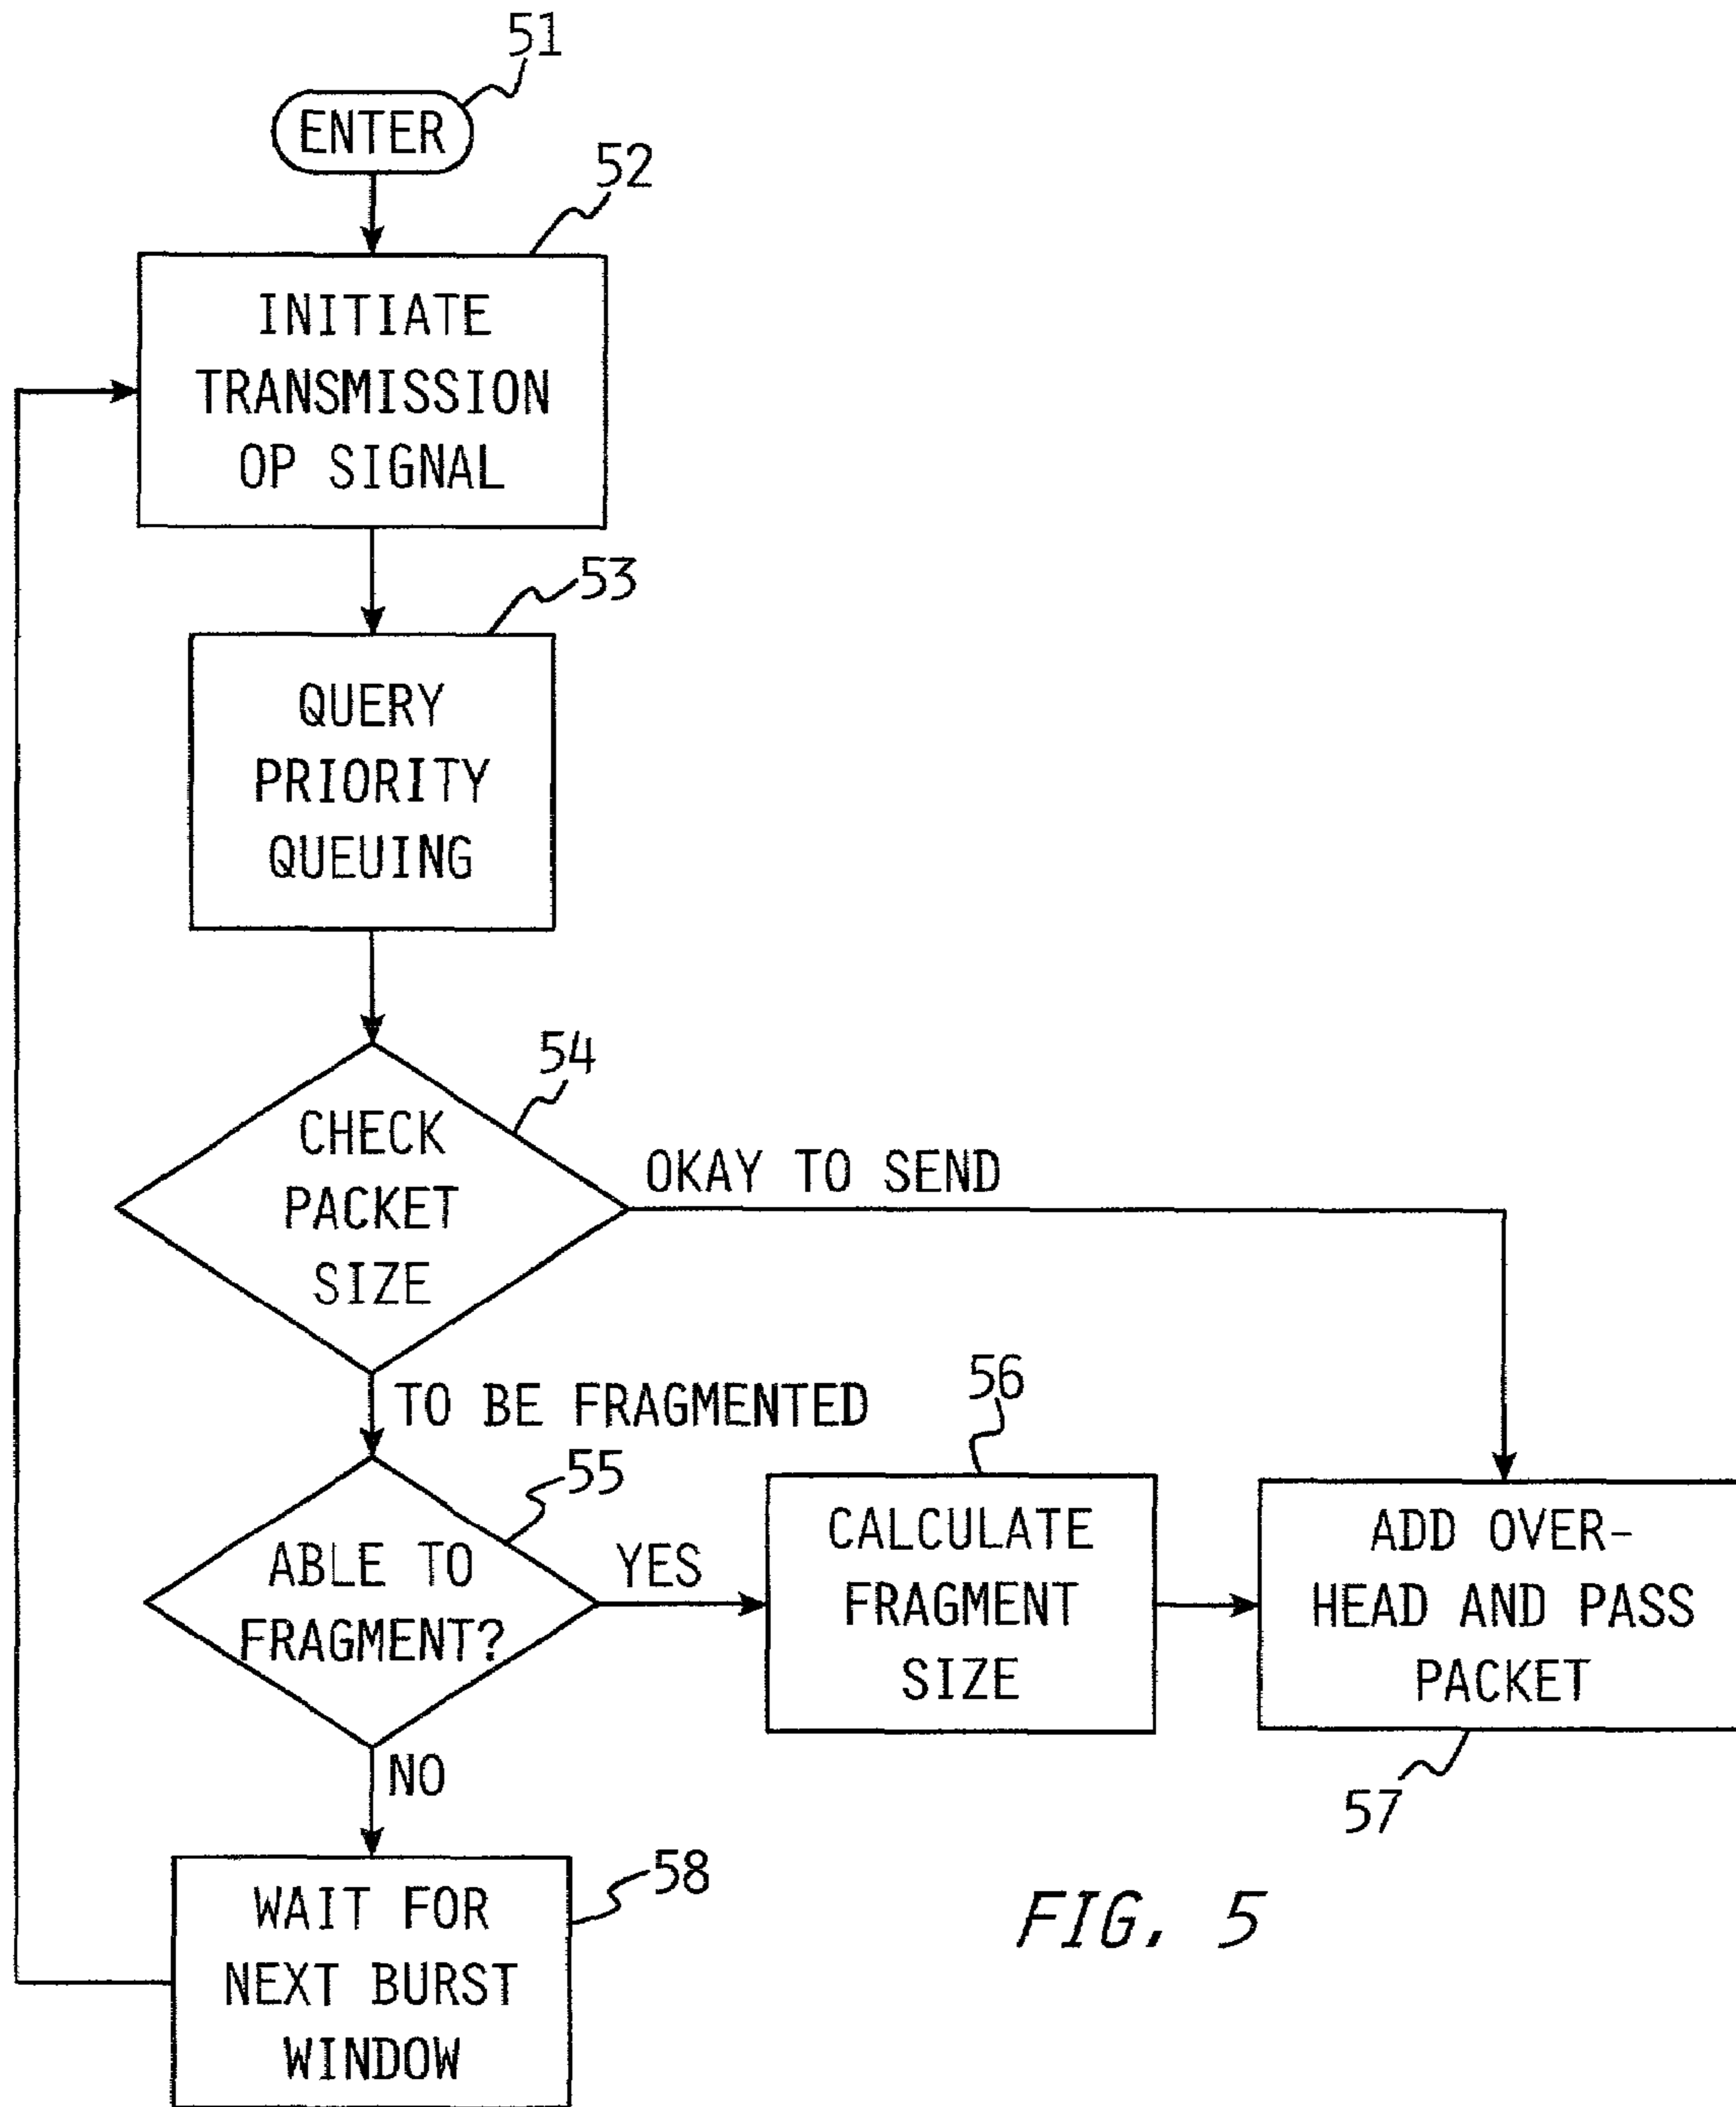 51
ENTER
52
INITIATE
TRANSMISSION
OP SIGNAL
53
QUERY
PRIORITY
QUEUING
54
CHECK
PACKET
SIZE
OKAY TO SEND
TO BE FRAGMENTED
55
ABLE TO
FRAGMENT?
YES
56
CALCULATE
FRAGMENT
SIZE
ADD OVER-
HEAD AND PASS
PACKET
57
NO
58
WAIT FOR
NEXT BURST
WINDOW
FIG. 5